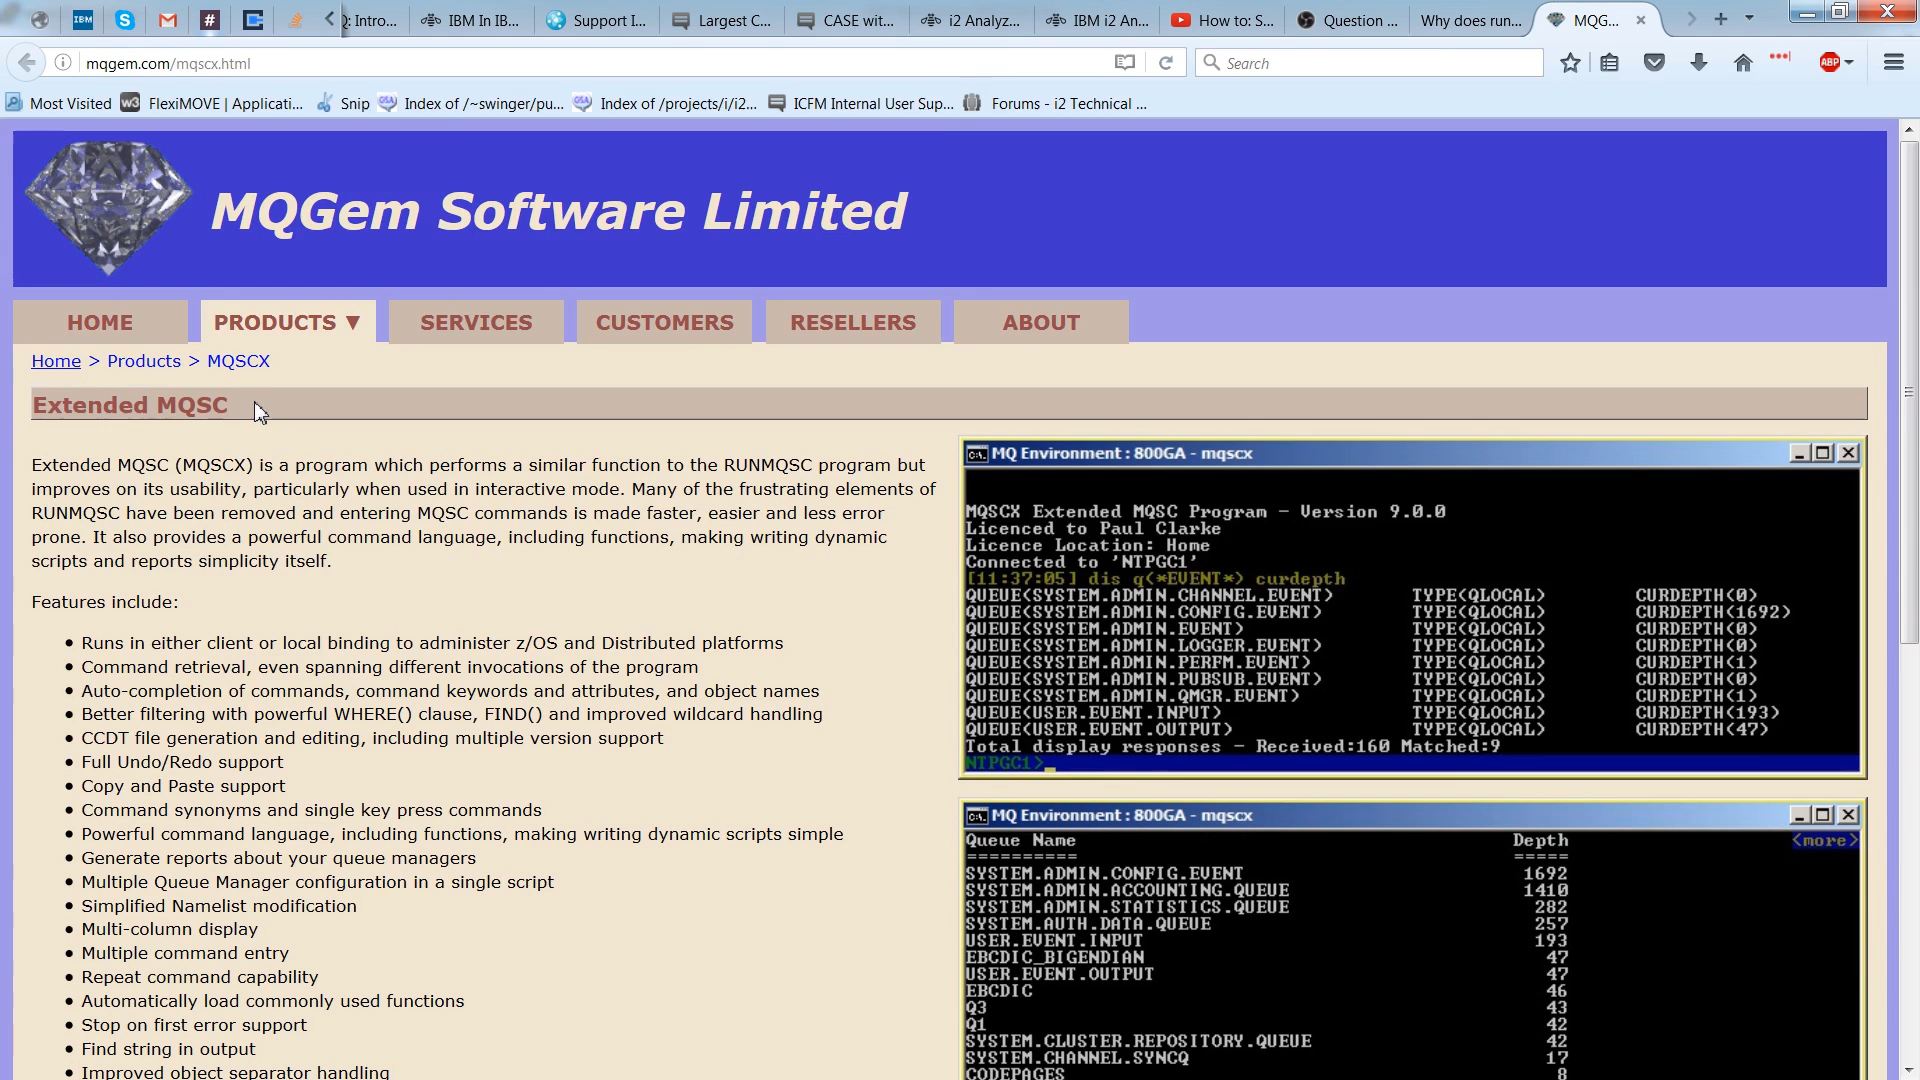 IBM
Q: Intro...
IBM In IB...
Support I...
Largest C...
CASE wit...
i2 Analyz...
IBM i2 An...
How to: S...
Question ...
Why does run...
MQG...
mqgem.com/mqscx.html
Search
ABP
Most Visited
w3 FlexiMOVE | Applicati...
Snip
Index of /~swinger/pu...
Index of /projects/i/i2...
ICFM Internal User Sup...
Forums - i2 Technical ...
MQGem Software Limited
HOME
PRODUCTS ▼
SERVICES
CUSTOMERS
RESELLERS
ABOUT
Home > Products > MQSCX
Extended MQSC
Extended MQSC (MQSCX) is a program which performs a similar function to the RUNMQSC program but
improves on its usability, particularly when used in interactive mode. Many of the frustrating elements of
RUNMQSC have been removed and entering MQSC commands is made faster, easier and less error
prone. It also provides a powerful command language, including functions, making writing dynamic
scripts and reports simplicity itself.
Features include:
• Runs in either client or local binding to administer z/OS and Distributed platforms
• Command retrieval, even spanning different invocations of the program
• Auto-completion of commands, command keywords and attributes, and object names
• Better filtering with powerful WHERE() clause, FIND() and improved wildcard handling
• CCDT file generation and editing, including multiple version support
• Full Undo/Redo support
• Copy and Paste support
• Command synonyms and single key press commands
• Powerful command language, including functions, making writing dynamic scripts simple
• Generate reports about your queue managers
• Multiple Queue Manager configuration in a single script
• Simplified Namelist modification
• Multi-column display
• Multiple command entry
• Repeat command capability
• Automatically load commonly used functions
• Stop on first error support
• Find string in output
• Improved object separator handling
MQ Environment : 800GA - mqscx
MQSCX Extended MQSC Program - Version 9.0.0
Licenced to Paul Clarke
Licence Location: Home
Connected to 'NTPGC1'
[11:37:05] dis q(*EVENT*) curdepth
QUEUE(SYSTEM.ADMIN.CHANNEL.EVENT) TYPE(QLOCAL) CURDEPTH(0)
QUEUE(SYSTEM.ADMIN.CONFIG.EVENT) TYPE(QLOCAL) CURDEPTH(1692)
QUEUE(SYSTEM.ADMIN.EVENT) TYPE(QLOCAL) CURDEPTH(0)
QUEUE(SYSTEM.ADMIN.LOGGER.EVENT) TYPE(QLOCAL) CURDEPTH(0)
QUEUE(SYSTEM.ADMIN.PERFM.EVENT) TYPE(QLOCAL) CURDEPTH(1)
QUEUE(SYSTEM.ADMIN.PUBSUB.EVENT) TYPE(QLOCAL) CURDEPTH(0)
QUEUE(SYSTEM.ADMIN.QMGR.EVENT) TYPE(QLOCAL) CURDEPTH(1)
QUEUE(USER.EVENT.INPUT) TYPE(QLOCAL) CURDEPTH(193)
QUEUE(USER.EVENT.OUTPUT) TYPE(QLOCAL) CURDEPTH(47)
Total display responses - Received:160 Matched:9
NTPGC1>_
MQ Environment : 800GA - mqscx
Queue Name Depth <more>
========== =====
SYSTEM.ADMIN.CONFIG.EVENT 1692
SYSTEM.ADMIN.ACCOUNTING.QUEUE 1410
SYSTEM.ADMIN.STATISTICS.QUEUE 282
SYSTEM.AUTH.DATA.QUEUE 257
USER.EVENT.INPUT 193
EBCDIC_BIGENDIAN 47
USER.EVENT.OUTPUT 47
EBCDIC 46
Q3 43
Q1 42
SYSTEM.CLUSTER.REPOSITORY.QUEUE 42
SYSTEM.CHANNEL.SYNCQ 17
CODEPAGES 8